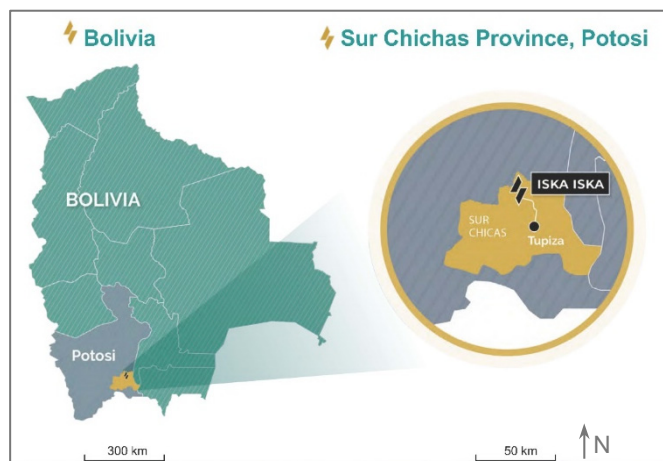 Bolivia
Sur Chichas Province, Potosi
BOLIVIA
Potosi
ISKA ISKA
SUR
CHICAS
Tupiza
300 km
50 km
N